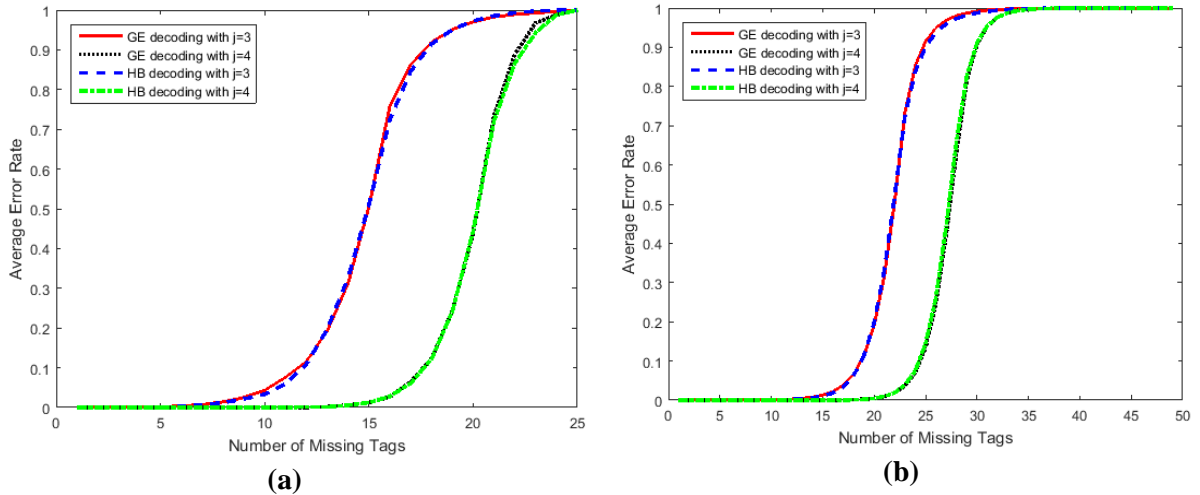 1
0.9
0.8
0.7
0.6
0.5
0.4
0.3
0.2
0.1
0
Average Error Rate
GE decoding with j=3
GE decoding with j=4
HB decoding with j=3
HB decoding with j=4
0 5 10 15 20 25
Number of Missing Tags
(a)
1
0.9
0.8
0.7
0.6
0.5
0.4
0.3
0.2
0.1
0
Average Error Rate
GE decoding with j=3
GE decoding with j=4
HB decoding with j=3
HB decoding with j=4
0 5 10 15 20 25 30 35 40 45 50
Number of Missing Tags
(b)